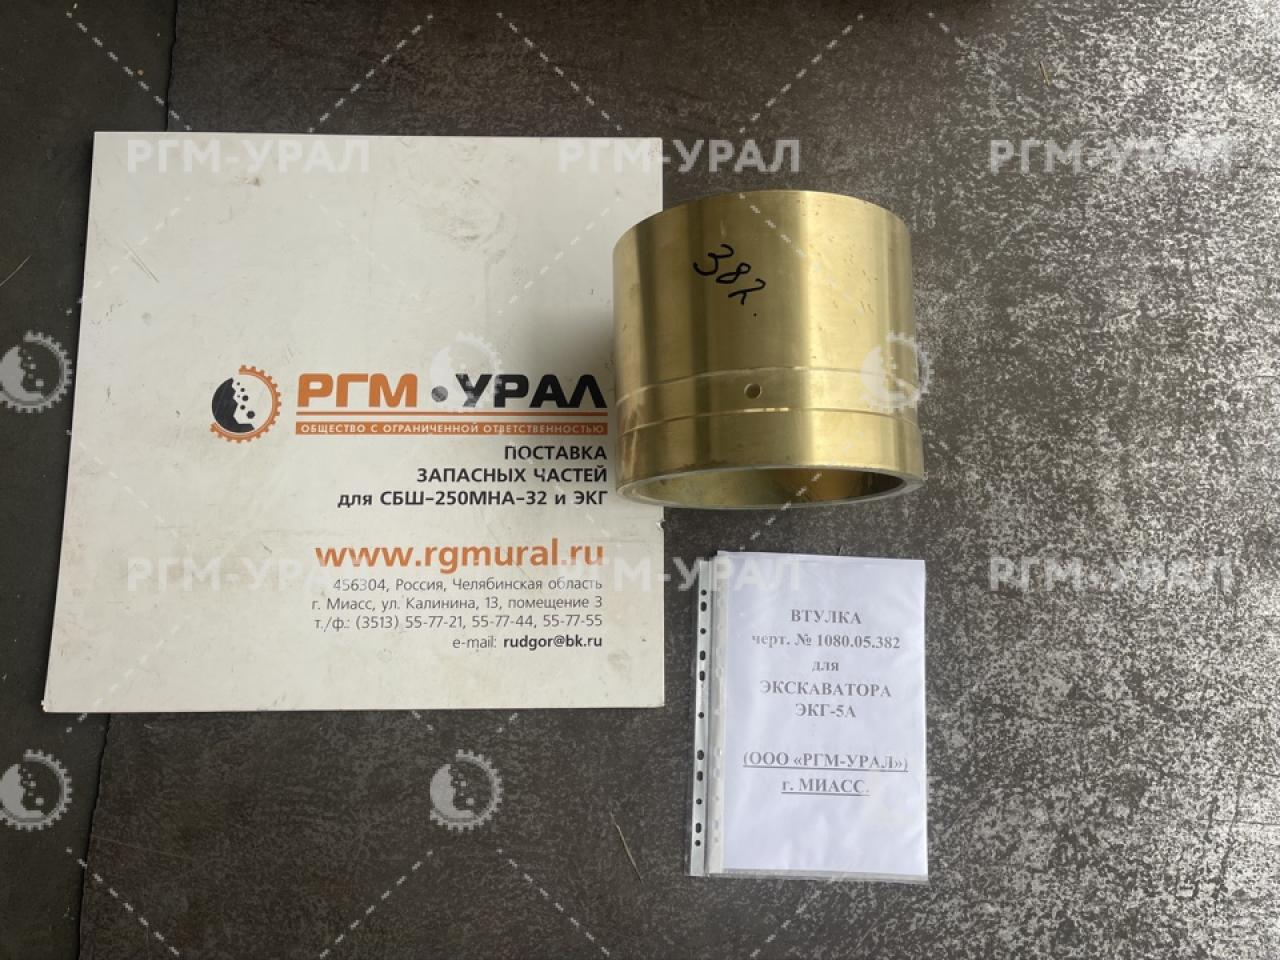 РГМ-УРАЛ
РГМ-УРАЛ
РГМ-УРАЛ
382.
РГМ•УРАЛ
ОБЩЕСТВО С ОГРАНИЧЕННОЙ ОТВЕТСТВЕННОСТЬЮ
ПОСТАВКА
ЗАПАСНЫХ ЧАСТЕЙ
для СБШ-250МНА-32 и ЭКГ
www.rgmural.ru
456304, Россия, Челябинская область
г. Миасс, ул. Калинина, 13, помещение 3
т./ф.: (3513) 55-77-21, 55-77-44, 55-77-55
e-mail: rudgor@bk.ru
РГМ-УРАЛ
РГМ-УРАЛ
РГМ-УРАЛ
ВТУЛКА
черт. № 1080.05.382
для
ЭКСКАВАТОРА
ЭКГ-5А
(ООО «РГМ-УРАЛ»)
г. МИАСС.